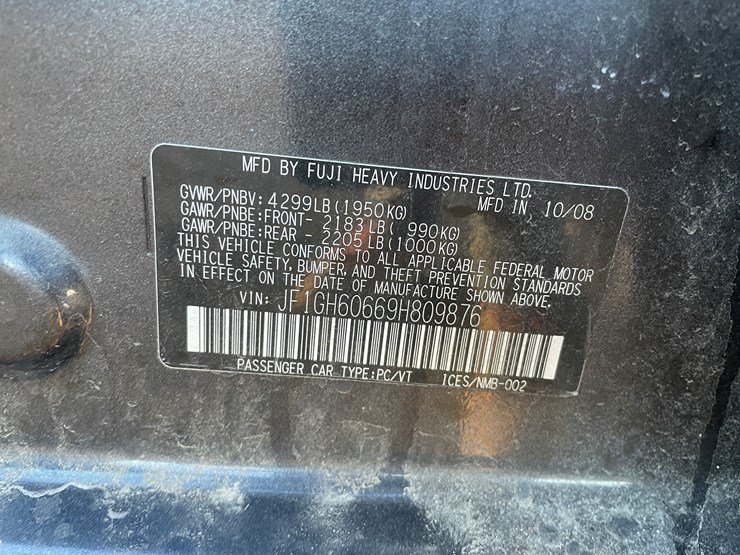 MFD BY FUJI HEAVY INDUSTRIES LTD.
GVWR/PNBV: 4299LB(1950KG) MFD IN 10/08
GAWR/PNBE:FRONT- 2183LB( 990KG)
GAWR/PNBE:REAR - 2205LB(1000KG)
THIS VEHICLE CONFORMS TO ALL APPLICABLE FEDERAL MOTOR
VEHICLE SAFETY, BUMPER, AND THEFT PREVENTION STANDARDS
IN EFFECT ON THE DATE OF MANUFACTURE SHOWN ABOVE.
VIN: JF1GH60669H809876
PASSENGER CAR TYPE:PC/VT ICES/NMB-002